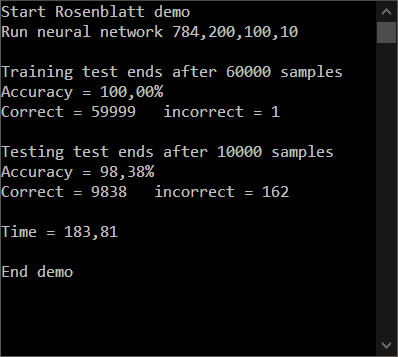 Start Rosenblatt demo
Run neural network 784,200,100,10
Training test ends after 60000 samples
Accuracy = 100,00%
Correct = 59999   incorrect = 1
Testing test ends after 10000 samples
Accuracy = 98,38%
Correct = 9838   incorrect = 162
Time = 183,81
End demo